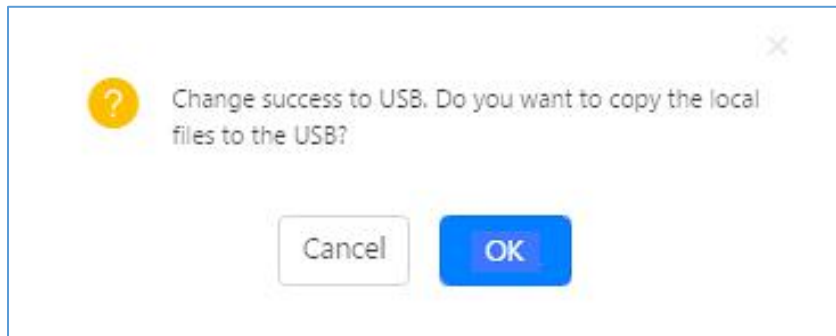 ?
Change success to USB. Do you want to copy the local
files to the USB?
Cancel
OK